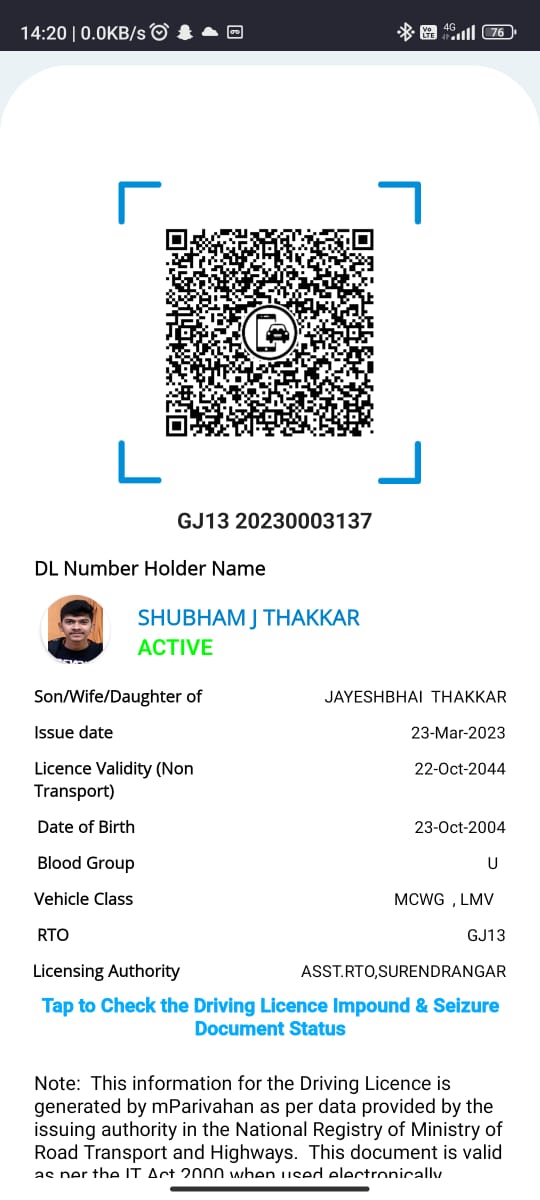 14:20 | 0.0KB/s
Vo LTE 4G 76
GJ13 20230003137
DL Number Holder Name
SHUBHAM J THAKKAR
ACTIVE
Son/Wife/Daughter of JAYESHBHAI THAKKAR
Issue date 23-Mar-2023
Licence Validity (Non 22-Oct-2044
Transport)
Date of Birth 23-Oct-2004
Blood Group U
Vehicle Class MCWG , LMV
RTO GJ13
Licensing Authority ASST.RTO,SURENDRANGAR
Tap to Check the Driving Licence Impound & Seizure
Document Status
Note: This information for the Driving Licence is
generated by mParivahan as per data provided by the
issuing authority in the National Registry of Ministry of
Road Transport and Highways. This document is valid
as per the IT Act 2000 when used electronically